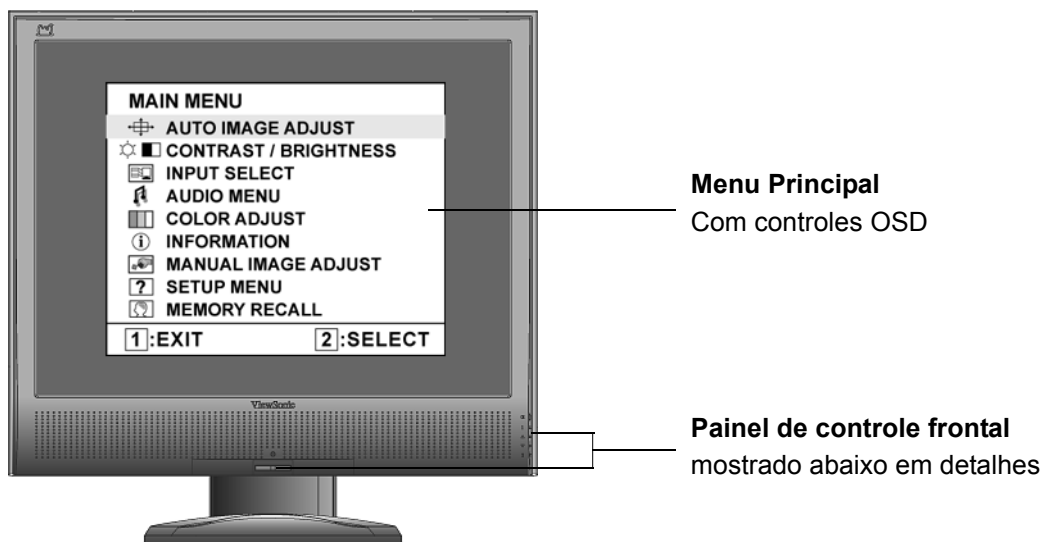 MAIN MENU
AUTO IMAGE ADJUST
CONTRAST / BRIGHTNESS
INPUT SELECT
AUDIO MENU
COLOR ADJUST
INFORMATION
MANUAL IMAGE ADJUST
? SETUP MENU
MEMORY RECALL
1:EXIT 2:SELECT
ViewSonic
Menu Principal
Com controles OSD
Painel de controle frontal
mostrado abaixo em detalhes